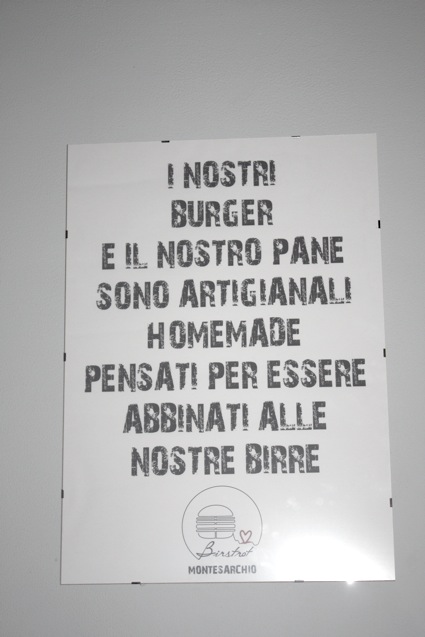 I NOSTRI
BURGER
E IL NOSTRO PANE
SONO ARTIGIANALI
HOMEMADE
PENSATI PER ESSERE
ABBINATI ALLE
NOSTRE BIRRE
Birstrot
MONTESARCHIO